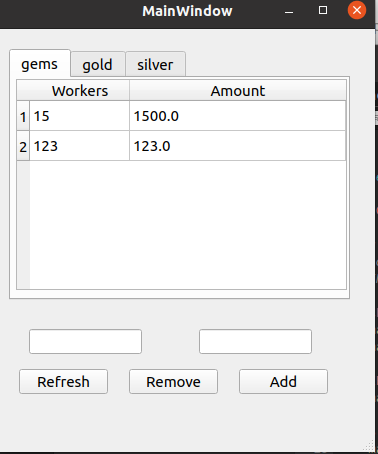 MainWindow
gems gold silver
Workers Amount
1 15 1500.0
2 123 123.0
Refresh Remove Add